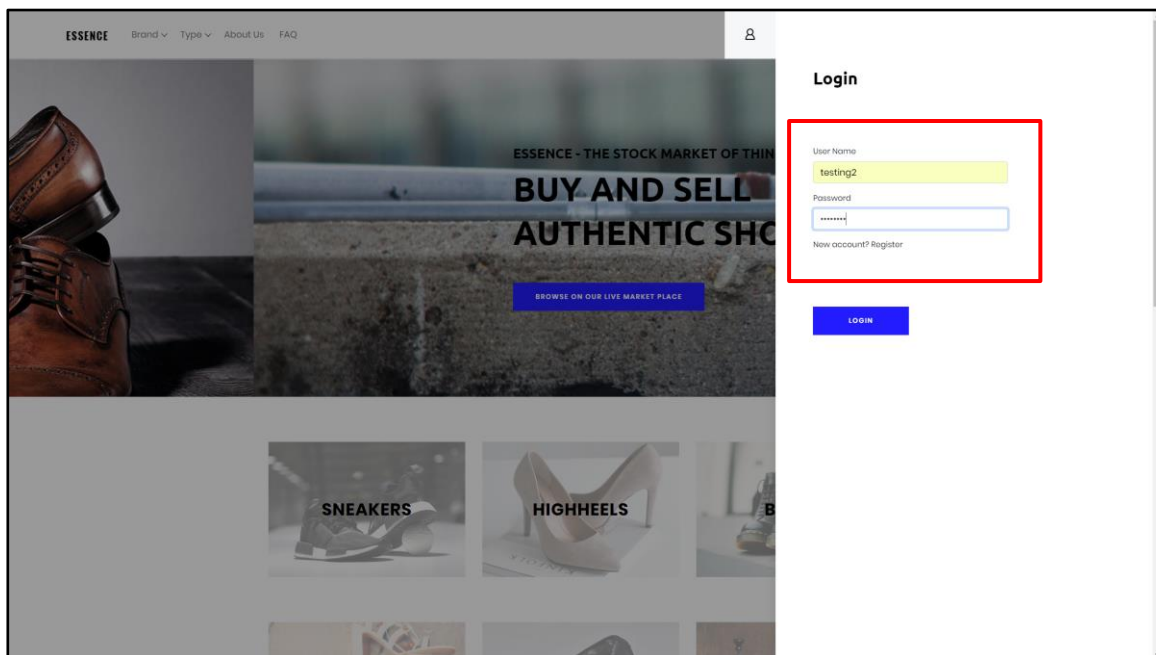 ESSENCE Brand Type About Us FAQ
Login
ESSENCE - THE STOCK MARKET OF THIN
BUY AND SELL
AUTHENTIC SHO
BROWSE ON OUR LIVE MARKET PLACE
User Name
testing2
Password
••••••••
New account? Register
LOGIN
SNEAKERS
HIGHHEELS
B